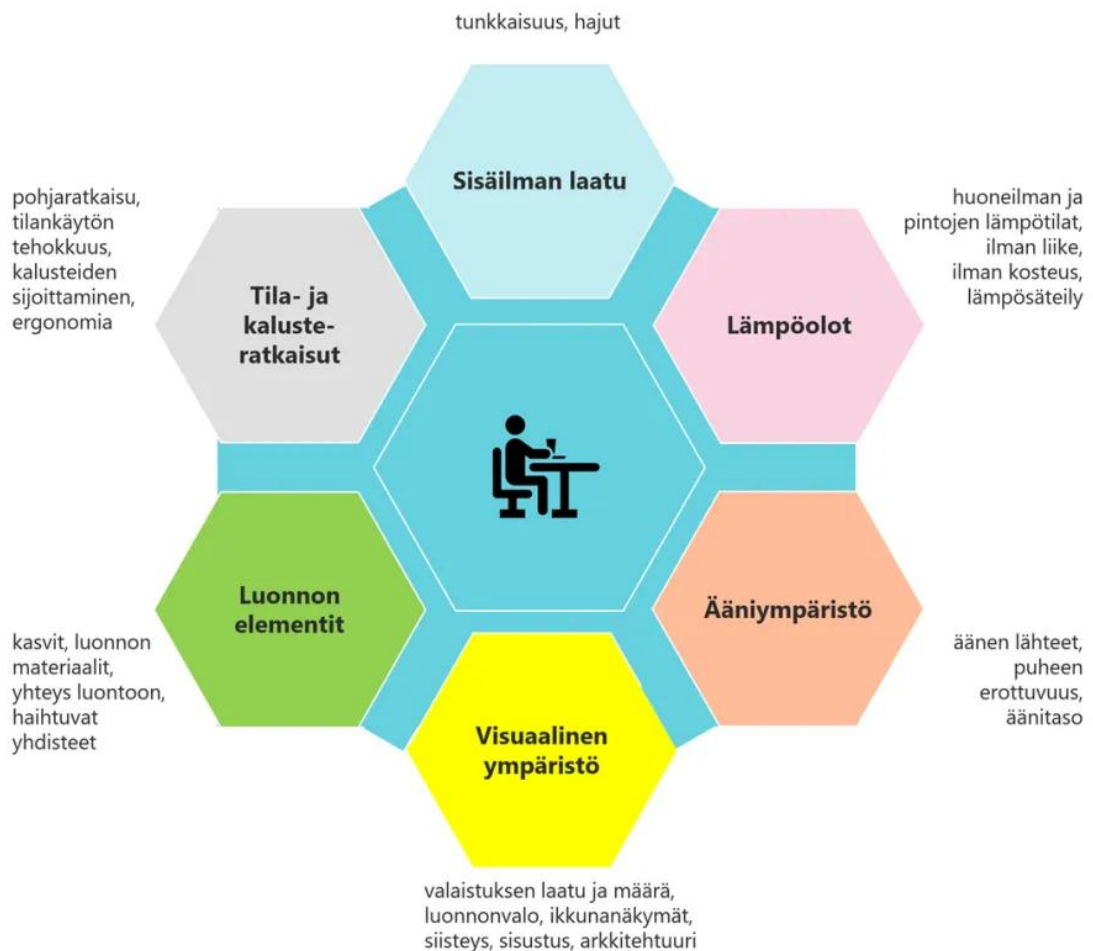 tunkkaisuus, hajut
Sisäilman laatu
huoneilman ja
pintojen lämpötilat,
ilman liike,
ilman kosteus,
lämpösäteily
Lämpöolot
Ääniympäristö
äänen lähteet,
puheen
erottuvuus,
äänitaso
Visuaalinen
ympäristö
valaistuksen laatu ja määrä,
luonnonvalo, ikkunanäkymät,
siisteys, sisustus, arkkitehtuuri
Luonnon
elementit
kasvit, luonnon
materiaalit,
yhteys luontoon,
haihtuvat
yhdisteet
pohjaratkaisu,
tilankäytön
tehokkuus,
kalusteiden
sijoittaminen,
ergonomia
Tila- ja
kaluste-
ratkaisut